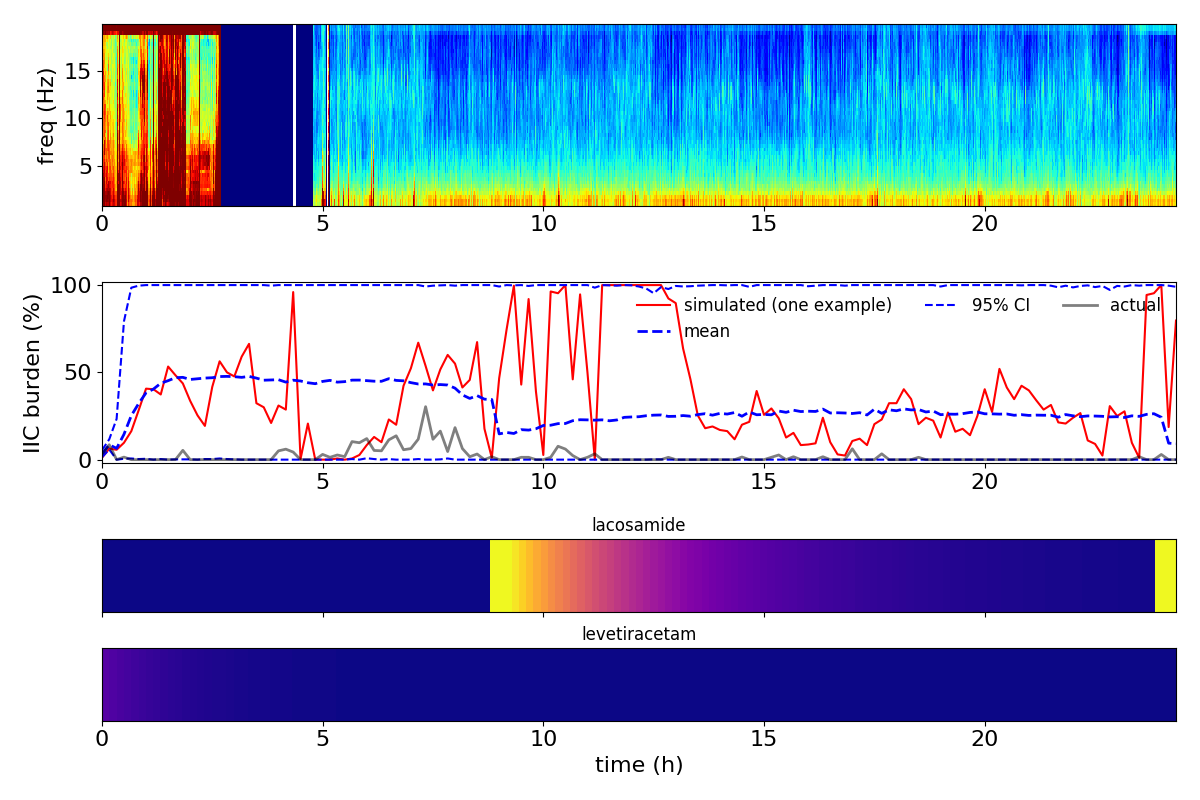 freq (Hz)
15
10
5
0 5 10 15 20
IIC burden (%)
100
50
0
simulated (one example)
mean
95% CI
actual
0 5 10 15 20
lacosamide
levetiracetam
0 5 10 15 20
time (h)